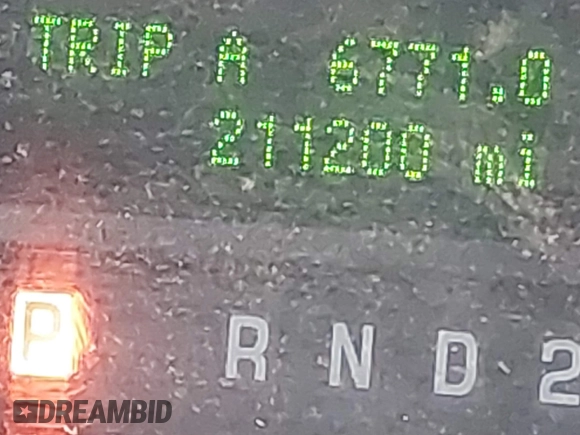 TRIP A 6771.0
211200 mi
P R N D 2
DREAMBID